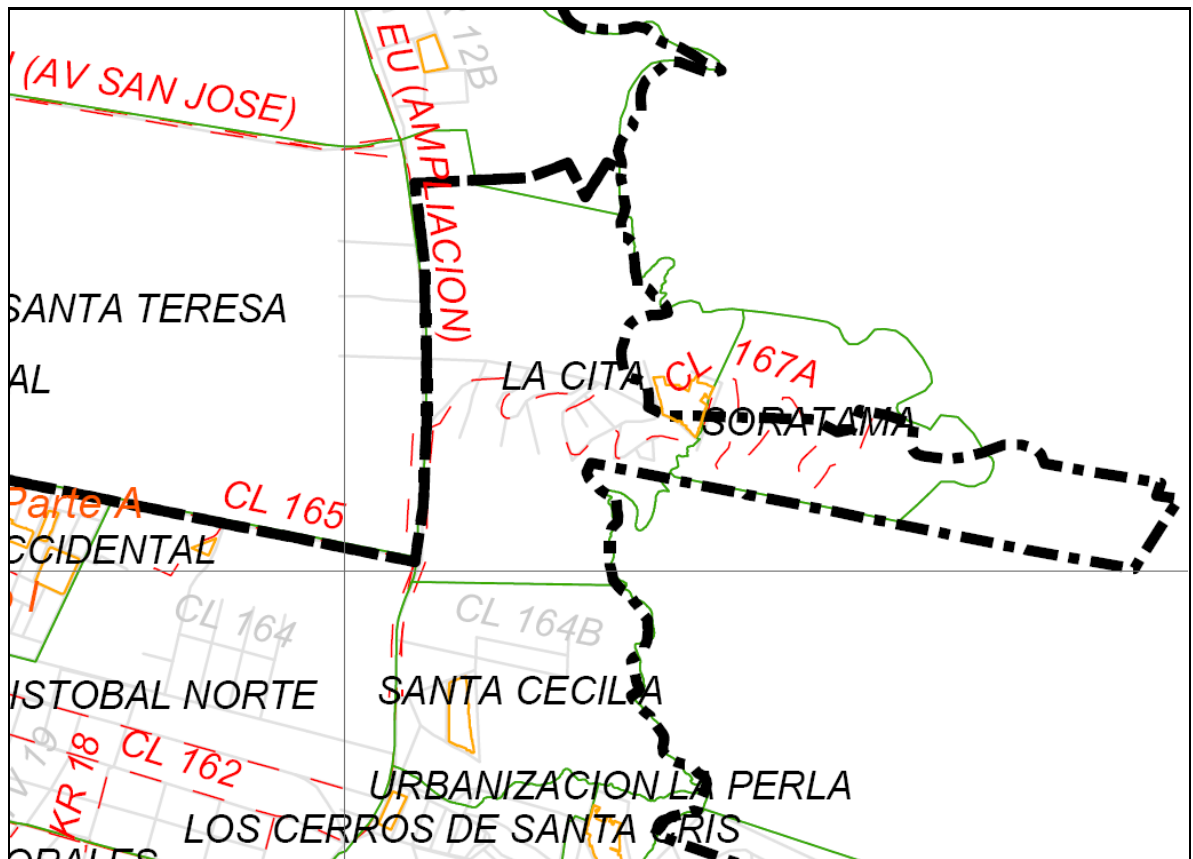 (AV SAN JOSE)
EU (AMPLIACION)
12B
SANTA TERESA
AL
LA CITA
CL 167A
SORATAMA
Parte A
CL 165
CCIDENTAL
CL 164
CL 164B
ISTOBAL NORTE
SANTA CECILIA
19
KR 18
CL 162
URBANIZACION LA PERLA
LOS CERROS DE SANTA CRIS